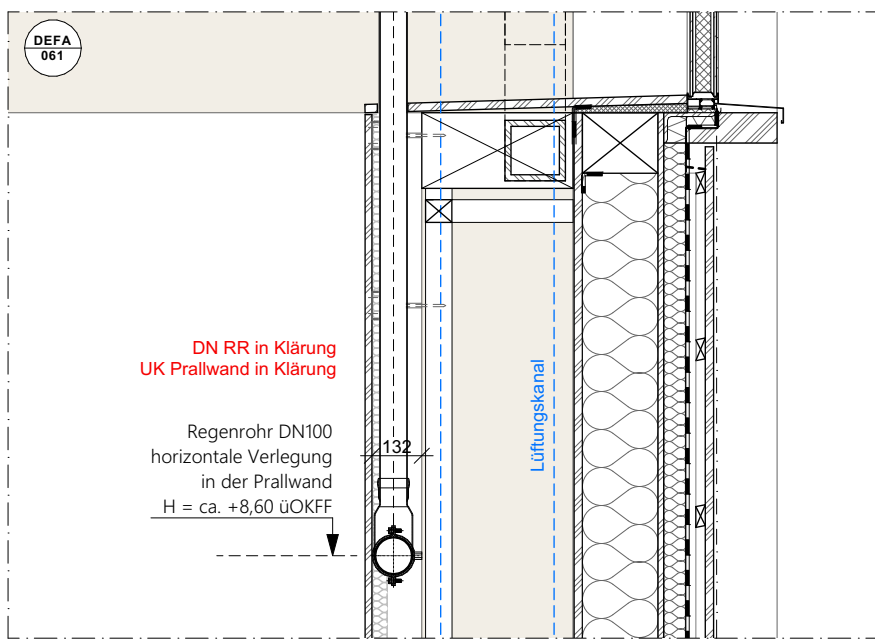 DEFA
061
DN RR in Klärung
UK Prallwand in Klärung
Regenrohr DN100
horizontale Verlegung
in der Prallwand
H = ca. +8,60 üOKFF
132
Lüftungskanal